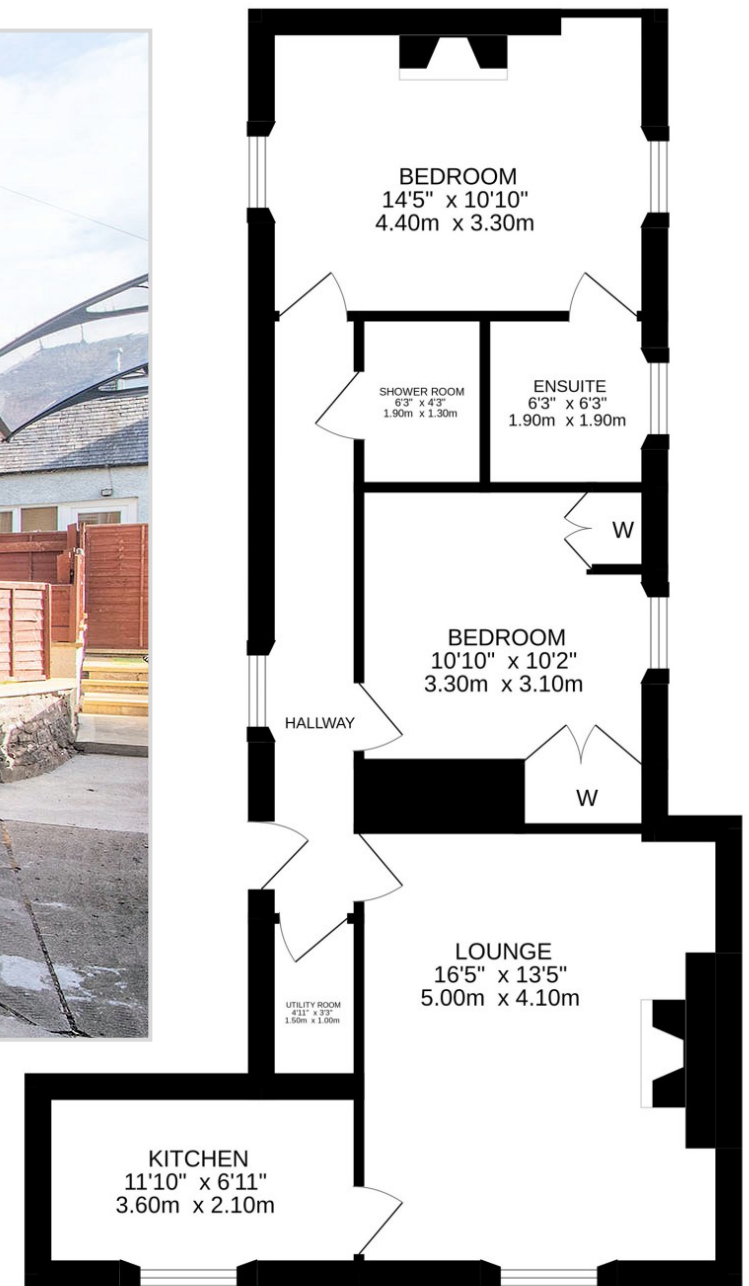 BEDROOM
14'5" x 10'10"
4.40m x 3.30m
SHOWER ROOM
6'3" x 4'3"
1.90m x 1.30m
ENSUITE
6'3" x 6'3"
1.90m x 1.90m
W
BEDROOM
10'10" x 10'2"
3.30m x 3.10m
HALLWAY
W
LOUNGE
16'5" x 13'5"
5.00m x 4.10m
UTILITY ROOM
4'11" x 3'3"
1.50m x 1.00m
KITCHEN
11'10" x 6'11"
3.60m x 2.10m